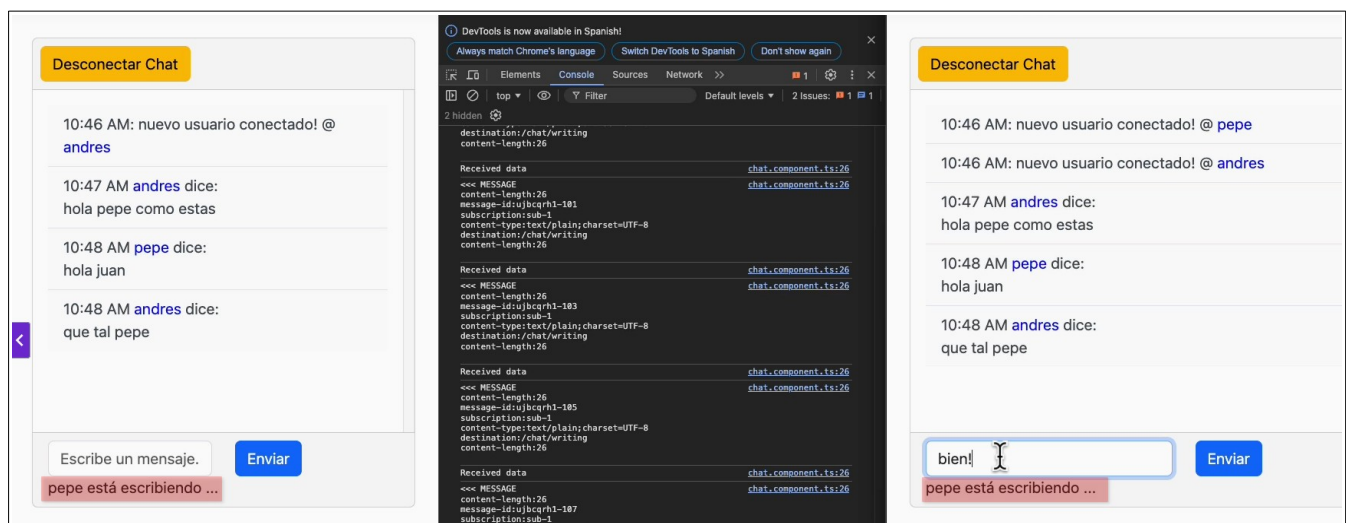 Desconectar Chat
10:46 AM: nuevo usuario conectado! @
andres
10:47 AM andres dice:
hola pepe como estas
10:48 AM pepe dice:
hola juan
10:48 AM andres dice:
que tal pepe
Escribe un mensaje.
Enviar
pepe está escribiendo ...
DevTools is now available in Spanish!
Always match Chrome's language
Switch DevTools to Spanish
Don't show again
Elements Console Sources Network
1
top
Filter
Default levels
2 Issues: 1 1
2 hidden
destination:/chat/writing
content-length:26
Received data chat.component.ts:26
<<< MESSAGE chat.component.ts:26
content-length:26
message-id:ujbcqrh1-101
subscription:sub-1
content-type:text/plain;charset=UTF-8
destination:/chat/writing
content-length:26
Received data chat.component.ts:26
<<< MESSAGE chat.component.ts:26
content-length:26
message-id:ujbcqrh1-103
subscription:sub-1
content-type:text/plain;charset=UTF-8
destination:/chat/writing
content-length:26
Received data chat.component.ts:26
<<< MESSAGE chat.component.ts:26
content-length:26
message-id:ujbcqrh1-105
subscription:sub-1
content-type:text/plain;charset=UTF-8
destination:/chat/writing
content-length:26
Received data chat.component.ts:26
<<< MESSAGE chat.component.ts:26
content-length:26
message-id:ujbcqrh1-107
subscription:sub-1
Desconectar Chat
10:46 AM: nuevo usuario conectado! @ pepe
10:46 AM: nuevo usuario conectado! @ andres
10:47 AM andres dice:
hola pepe como estas
10:48 AM pepe dice:
hola juan
10:48 AM andres dice:
que tal pepe
bien!
Enviar
pepe está escribiendo ...